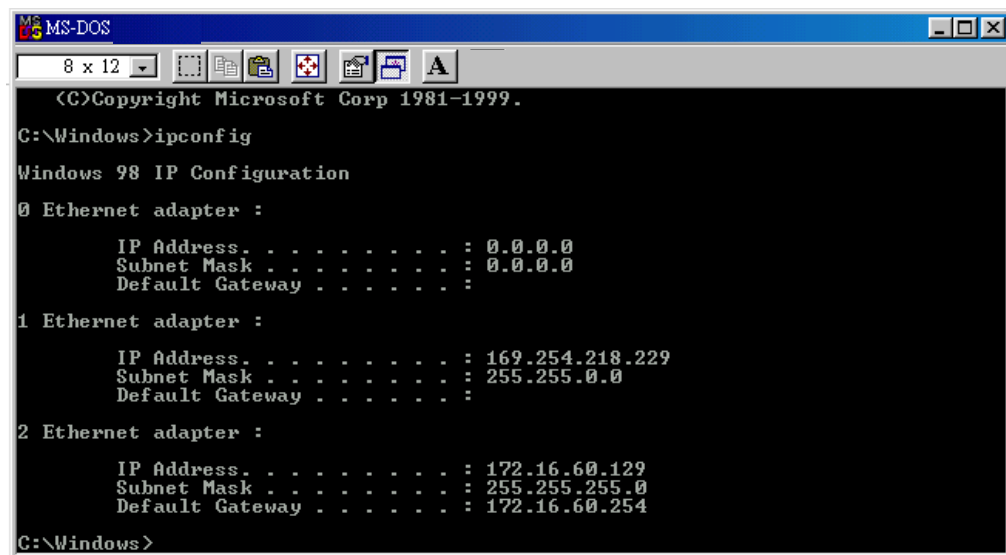 MS-DOS
8 x 12
A
(C)Copyright Microsoft Corp 1981-1999.
C:\Windows>ipconfig
Windows 98 IP Configuration
0 Ethernet adapter :
IP Address. . . . . . . . . : 0.0.0.0
Subnet Mask . . . . . . . . : 0.0.0.0
Default Gateway . . . . . . :
1 Ethernet adapter :
IP Address. . . . . . . . . : 169.254.218.229
Subnet Mask . . . . . . . . : 255.255.0.0
Default Gateway . . . . . . :
2 Ethernet adapter :
IP Address. . . . . . . . . : 172.16.60.129
Subnet Mask . . . . . . . . : 255.255.255.0
Default Gateway . . . . . . : 172.16.60.254
C:\Windows>